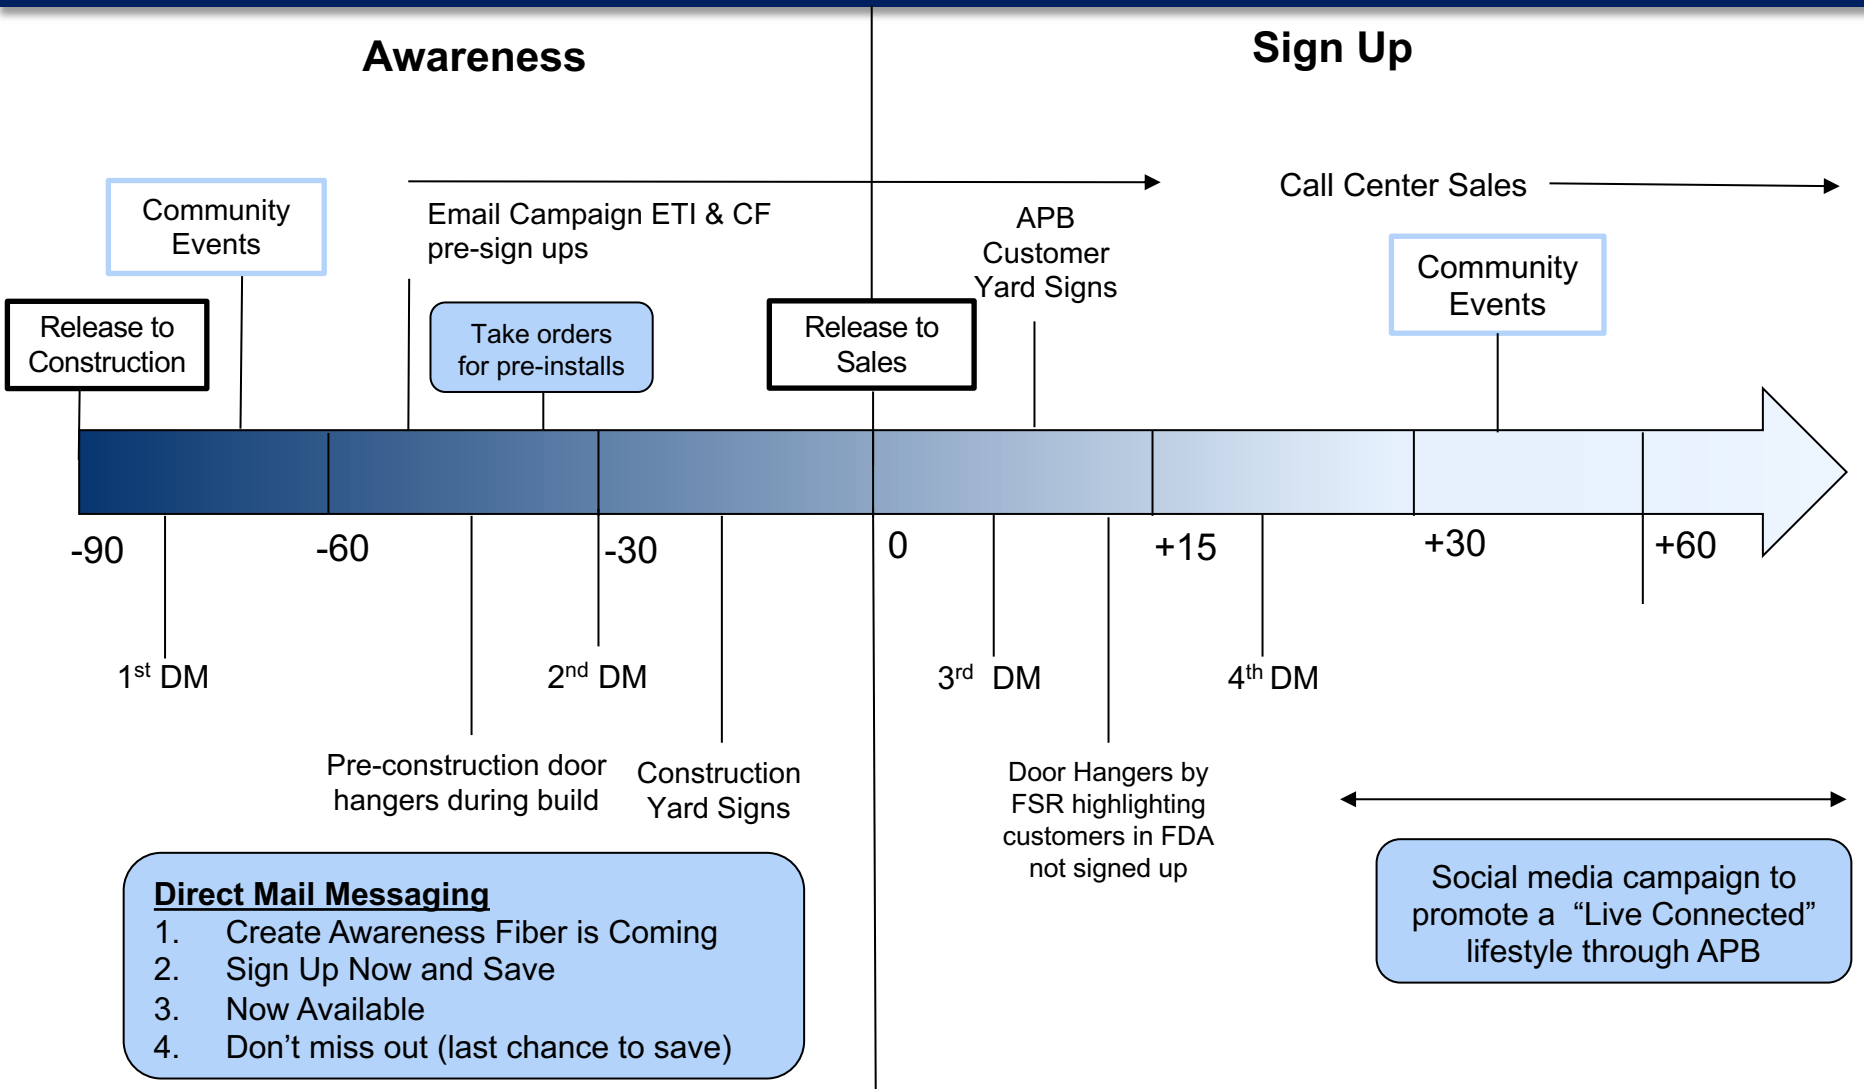 Awareness
Sign Up
Community
Events
Email Campaign ETI & CF
pre-sign ups
APB
Customer
Yard Signs
Call Center Sales
Community
Events
Release to
Construction
Take orders
for pre-installs
Release to
Sales
-90
-60
-30
0
+15
+30
+60
1st DM
2nd DM
3rd DM
4th DM
Pre-construction door
hangers during build
Construction
Yard Signs
Door Hangers by
FSR highlighting
customers in FDA
not signed up
Direct Mail Messaging
1. Create Awareness Fiber is Coming
2. Sign Up Now and Save
3. Now Available
4. Don’t miss out (last chance to save)
Social media campaign to
promote a “Live Connected”
lifestyle through APB